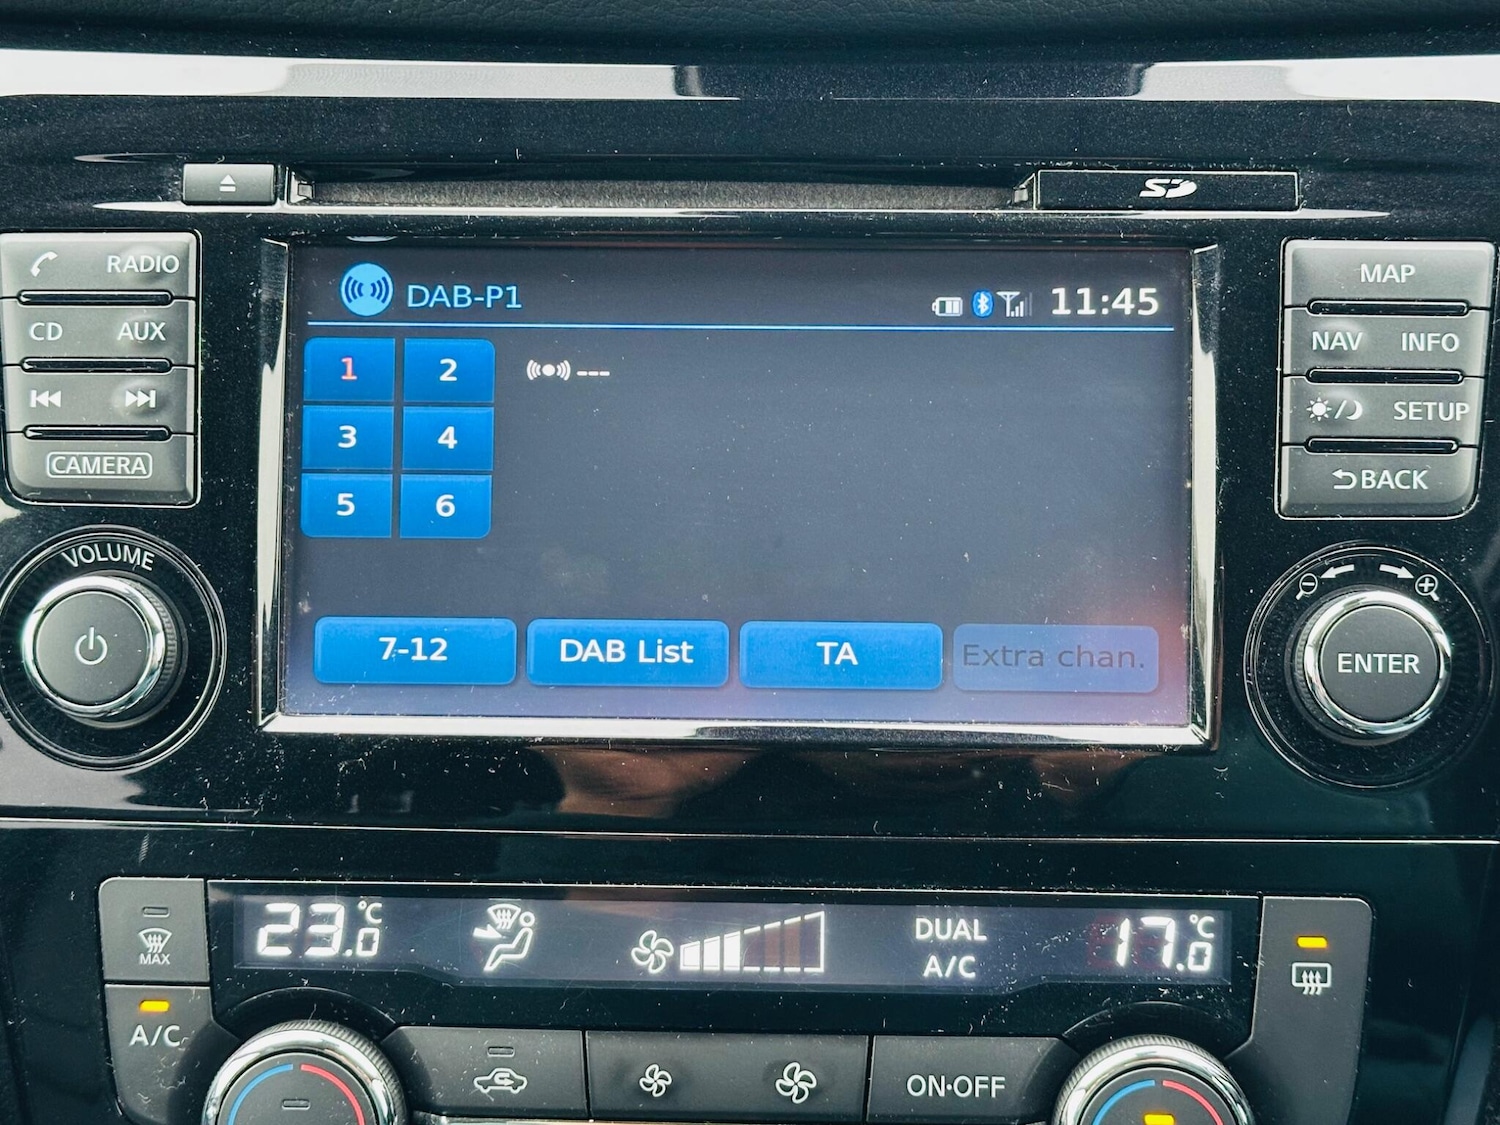 SD
RADIO
CD AUX
CAMERA
VOLUME
DAB-P1 11:45
1 2 ---
3 4
5 6
7-12 DAB List TA Extra chan.
MAP
NAV INFO
SETUP
BACK
ENTER
MAX
A/C
23.0°C
DUAL
A/C
17.0°C
ON·OFF